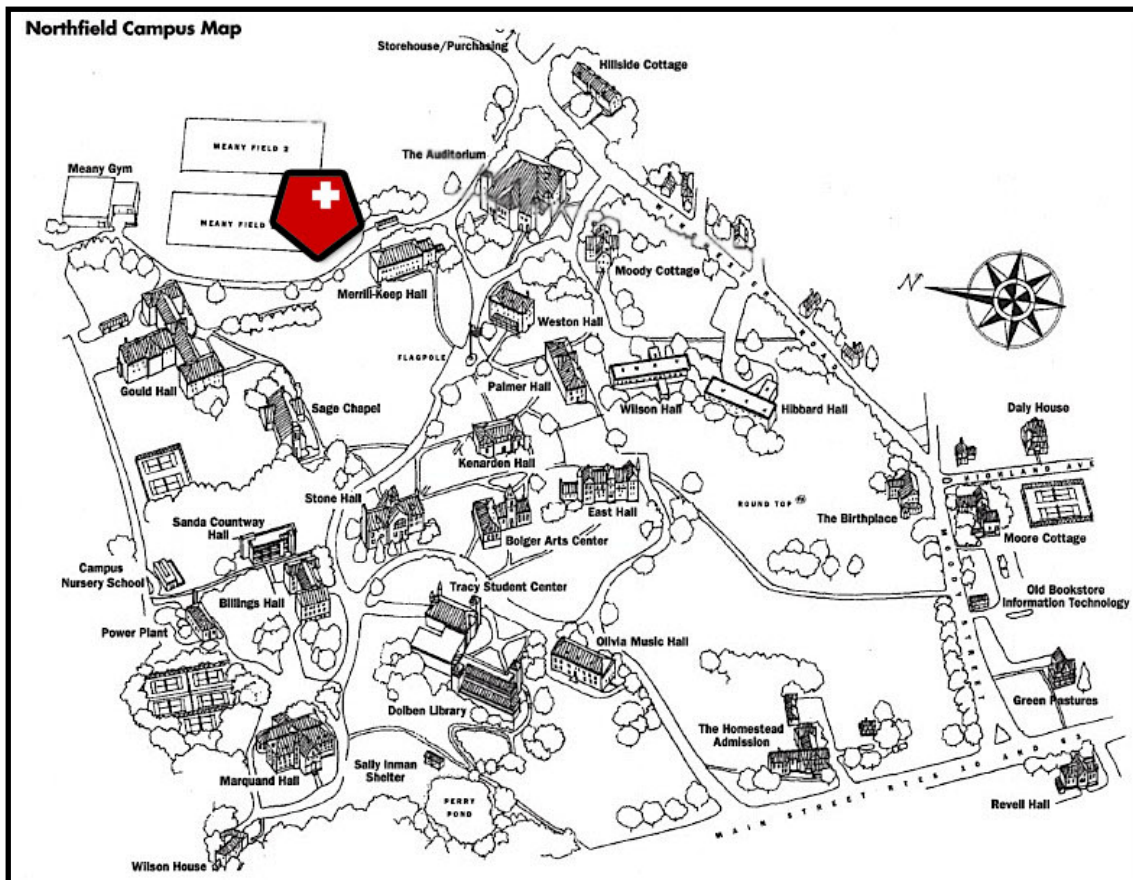 Northfield Campus Map
Storehouse/Purchasing
Hillside Cottage
MEANY FIELD 2
The Auditorium
Meany Gym
MEANY FIELD
Moody Cottage
Merrill-Keep Hall
N
Weston Hall
FLAGPOLE
Gould Hall
Palmer Hall
Sage Chapel
Wilson Hall
Hibbard Hall
Daly House
Kenarden Hall
HIGHLAND AVE
Stone Hall
ROUND TOP
East Hall
The Birthplace
Sanda Countway
Hall
Bolger Arts Center
Moore Cottage
Campus
Nursery School
Tracy Student Center
Billings Hall
Old Bookstore
Information Technology
Power Plant
Olivia Music Hall
MOODY STREET
Green Pastures
Dolben Library
The Homestead
Admission
Marquand Hall
Sally Inman
Shelter
PERRY
POND
MAIN STREET RTES 10 AND 63
Revell Hall
Wilson House